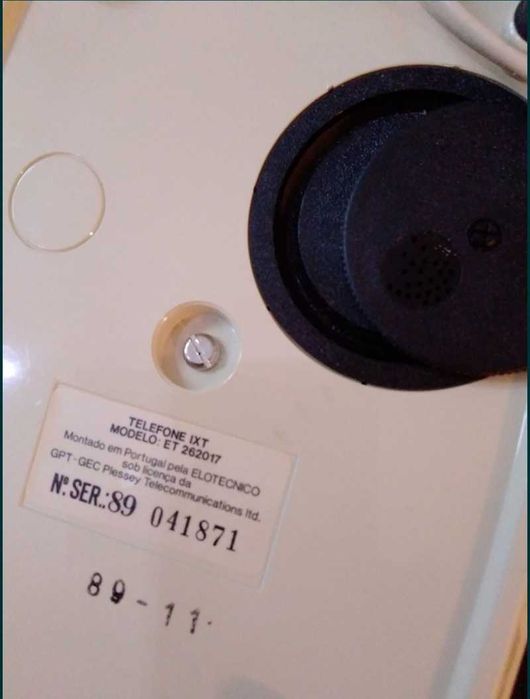 TELEFONE IXT
MODELO: ET 262017
Montado em Portugal pela ELOTECNICO
sob licença da
GPT-GEC Plessey Telecommunications ltd.
Nº. SER.: 89 041871
89-11